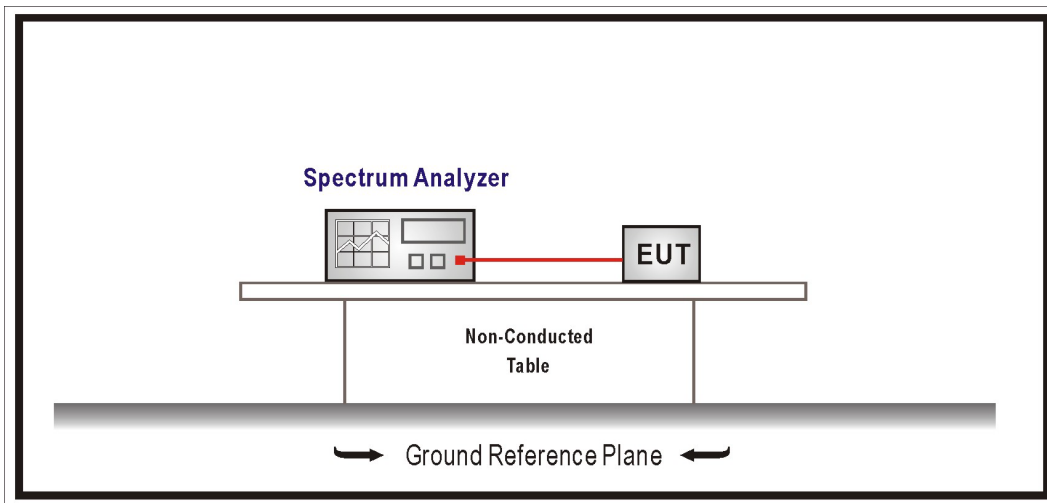 Spectrum Analyzer
EUT
Non-Conducted
Table
Ground Reference Plane